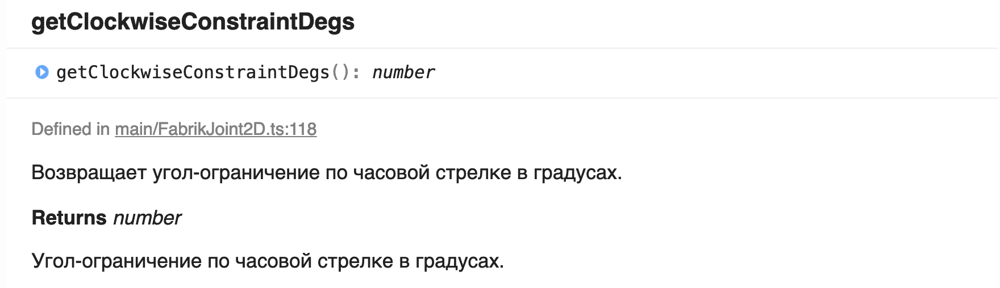 getClockwiseConstraintDegs
getClockwiseConstraintDegs(): number
Defined in main/FabrikJoint2D.ts:118
Возвращает угол-ограничение по часовой стрелке в градусах.
Returns number
Угол-ограничение по часовой стрелке в градусах.